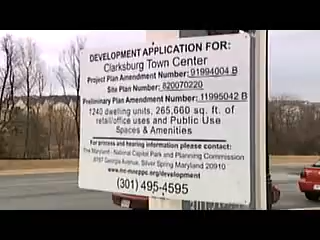 DEVELOPMENT APPLICATION FOR:
Clarksburg Town Center
Project Plan Amendment Number: 91994004 B
Site Plan Number: 820070220
Preliminary Plan Amendment Number: 11995042 B
1240 dwelling units, 265,660 sq. ft. of
retail/office uses and Public Use
Spaces & Amenities
For process and hearing information please contact:
The Maryland - National Capital Park and Planning Commission
8787 Georgia Avenue, Silver Spring Maryland 20910
www.mc-mncppc.org/development
(301) 495-4595